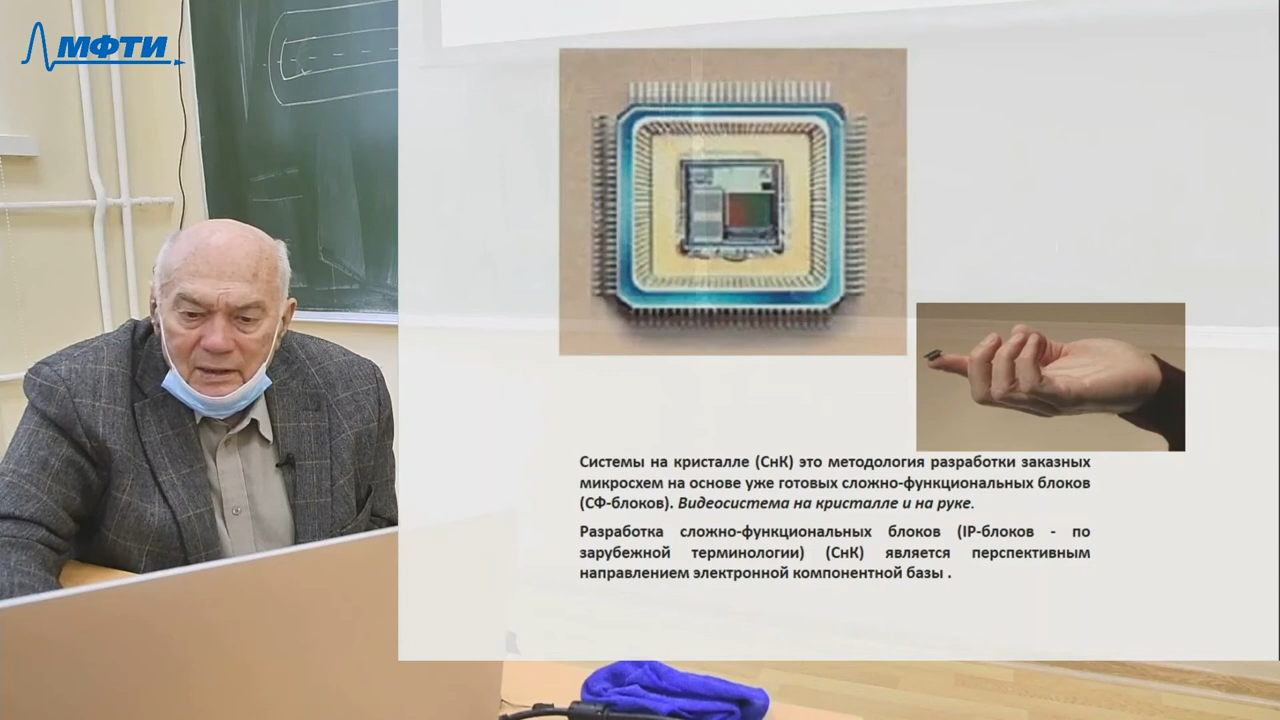 МФТИ
Системы на кристалле (СнК) это методология разработки заказных
микросхем на основе уже готовых сложно-функциональных блоков
(СФ-блоков). Видеосистема на кристалле и на руке.
Разработка сложно-функциональных блоков (IP-блоков - по
зарубежной терминологии) (СнК) является перспективным
направлением электронной компонентной базы .